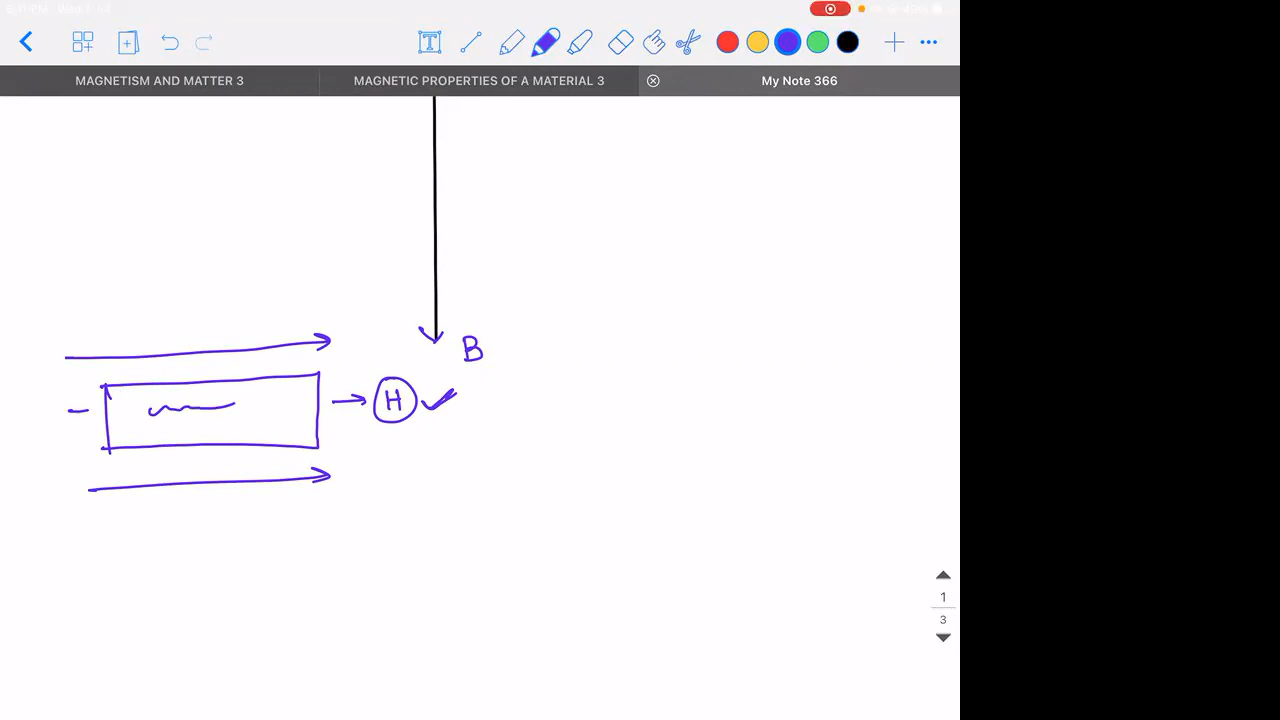 MAGNETISM AND MATTER 3
MAGNETIC PROPERTIES OF A MATERIAL 3
My Note 366
B
H
1
3